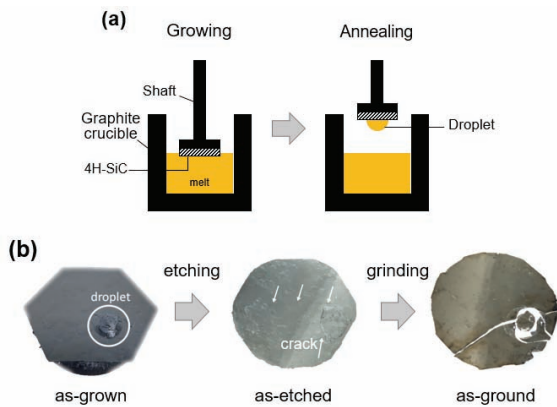 (a)
Growing
Annealing
Shaft
Graphite
crucible
4H-SiC
melt
Droplet
(b)
droplet
etching
crack
grinding
as-grown
as-etched
as-ground